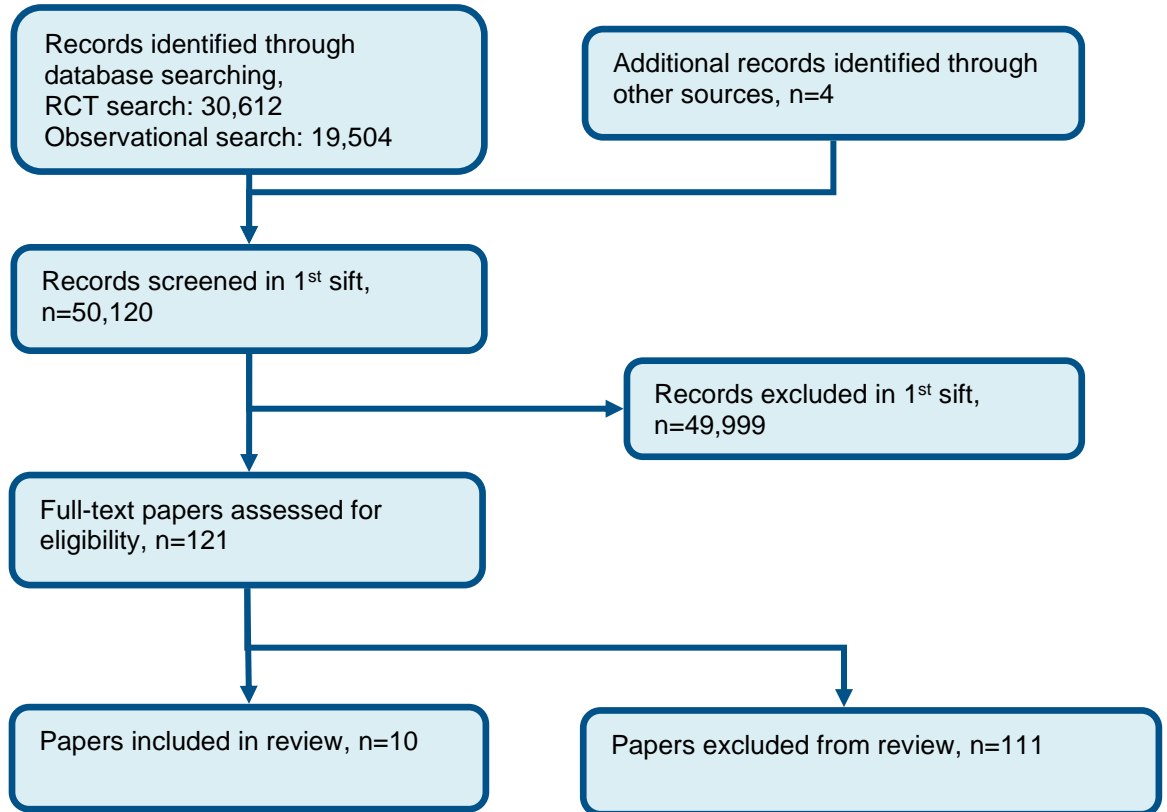 Records identified through
database searching,
RCT search: 30,612
Observational search: 19,504
Additional records identified through
other sources, n=4
Records screened in 1st sift,
n=50,120
Records excluded in 1st sift,
n=49,999
Full-text papers assessed for
eligibility, n=121
Papers included in review, n=10
Papers excluded from review, n=111